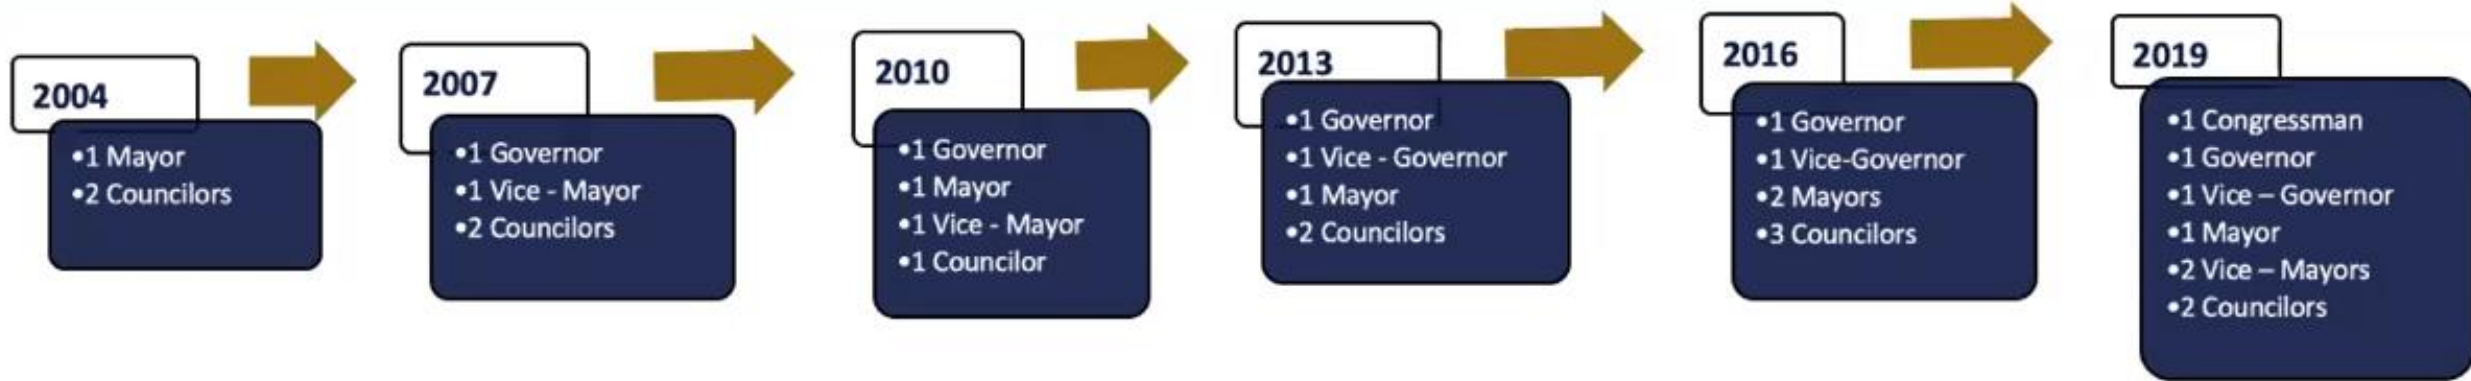 2004
•1 Mayor
•2 Councilors
2007
•1 Governor
•1 Vice - Mayor
•2 Councilors
2010
•1 Governor
•1 Mayor
•1 Vice - Mayor
•1 Councilor
2013
•1 Governor
•1 Vice - Governor
•1 Mayor
•2 Councilors
2016
•1 Governor
•1 Vice-Governor
•2 Mayors
•3 Councilors
2019
•1 Congressman
•1 Governor
•1 Vice – Governor
•1 Mayor
•2 Vice – Mayors
•2 Councilors